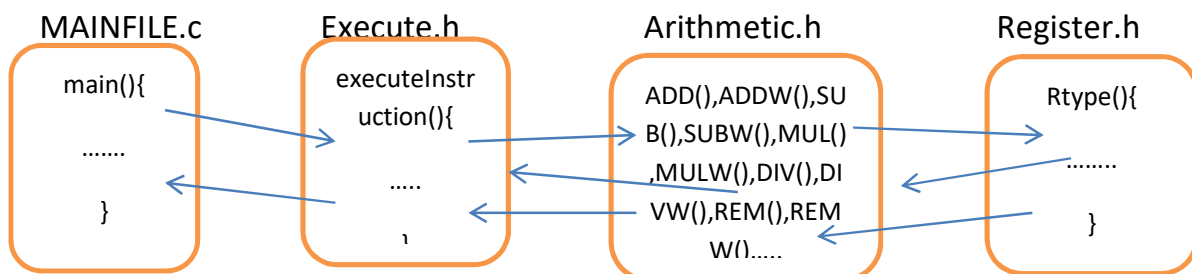 MAINFILE.c
Execute.h
Arithmetic.h
Register.h
main(){
…….
}
executeInstr
uction(){
…..
ADD(),ADDW(),SU
B(),SUBW(),MUL()
,MULW(),DIV(),DI
VW(),REM(),REM
W()…..
Rtype(){
……..
}